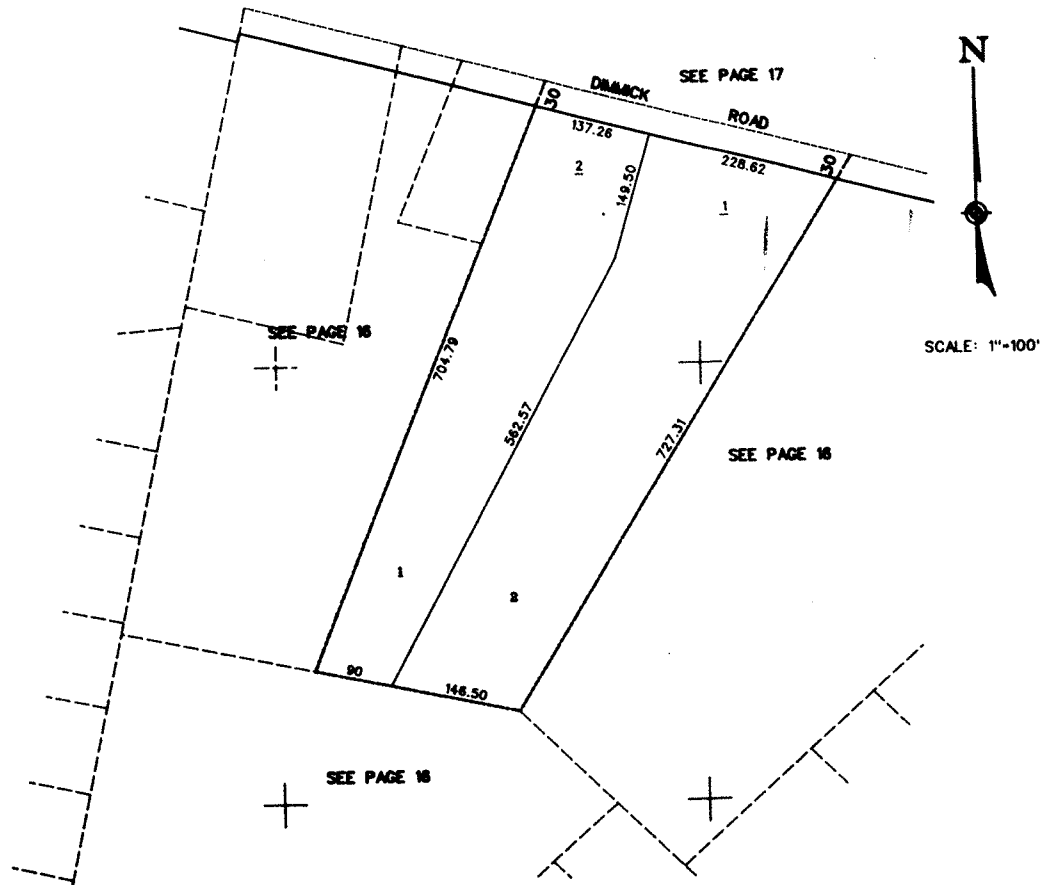 N
SEE PAGE 17
DIMMICK ROAD
30
30
137.26
228.62
2
1
149.50
SEE PAGE 16
SCALE: 1"=100'
704.79
562.57
727.31
SEE PAGE 16
1
2
90
146.50
SEE PAGE 16